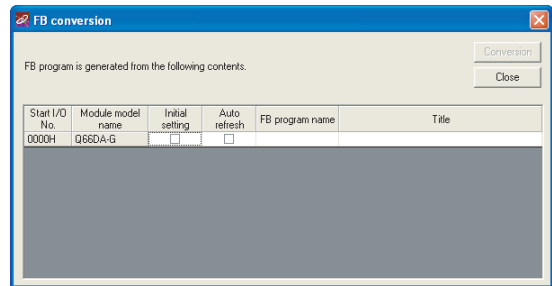 FB conversion
Conversion
FB program is generated from the following contents.
Close
Start I/O No. Module model name Initial setting Auto refresh FB program name Title
0000H Q66DA-G